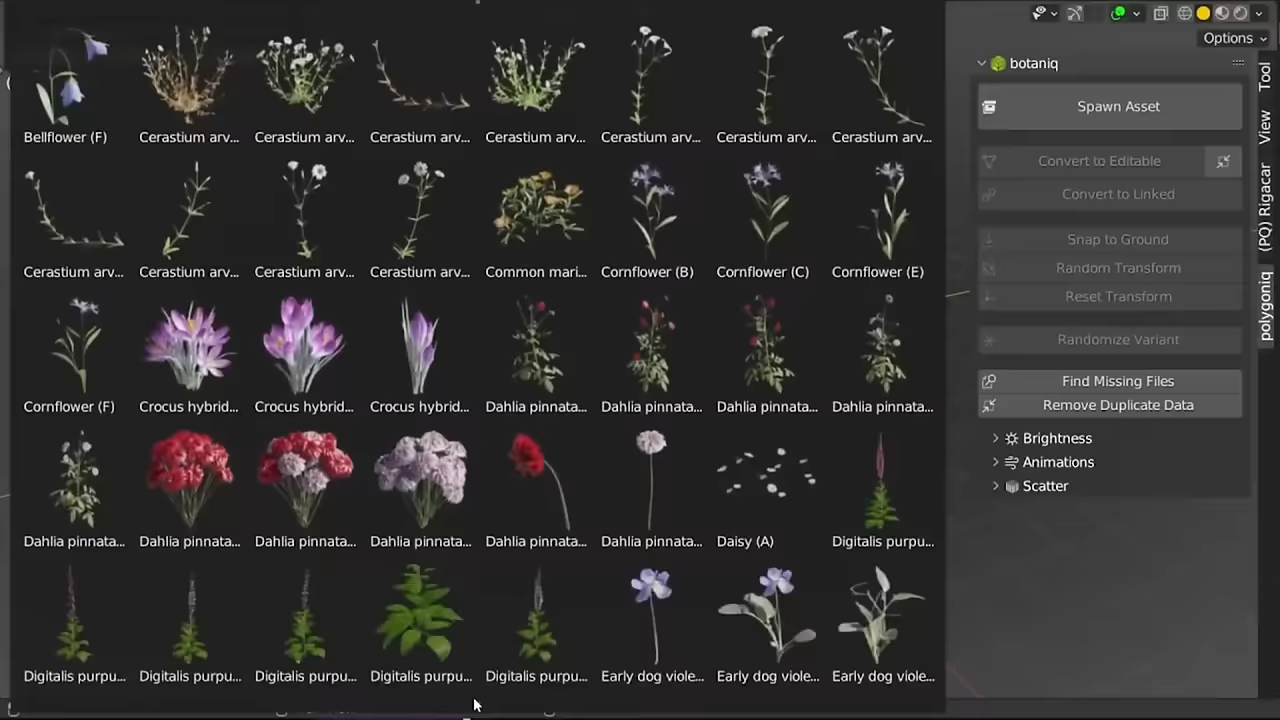 Options
botaniq
Spawn Asset
Convert to Editable
Convert to Linked
Snap to Ground
Random Transform
Reset Transform
Randomize Variant
Find Missing Files
Remove Duplicate Data
Brightness
Animations
Scatter
Tool
View
(PQ) Rigacar
polygoniq
Bellflower (F)
Cerastium arv...
Cerastium arv...
Cerastium arv...
Cerastium arv...
Cerastium arv...
Cerastium arv...
Cerastium arv...
Cerastium arv...
Cerastium arv...
Cerastium arv...
Cerastium arv...
Common mari...
Cornflower (B)
Cornflower (C)
Cornflower (E)
Cornflower (F)
Crocus hybrid...
Crocus hybrid...
Crocus hybrid...
Dahlia pinnata...
Dahlia pinnata...
Dahlia pinnata...
Dahlia pinnata...
Dahlia pinnata...
Dahlia pinnata...
Dahlia pinnata...
Dahlia pinnata...
Dahlia pinnata...
Dahlia pinnata...
Daisy (A)
Digitalis purpu...
Digitalis purpu...
Digitalis purpu...
Digitalis purpu...
Digitalis purpu...
Digitalis purpu...
Early dog viole...
Early dog viole...
Early dog viole...